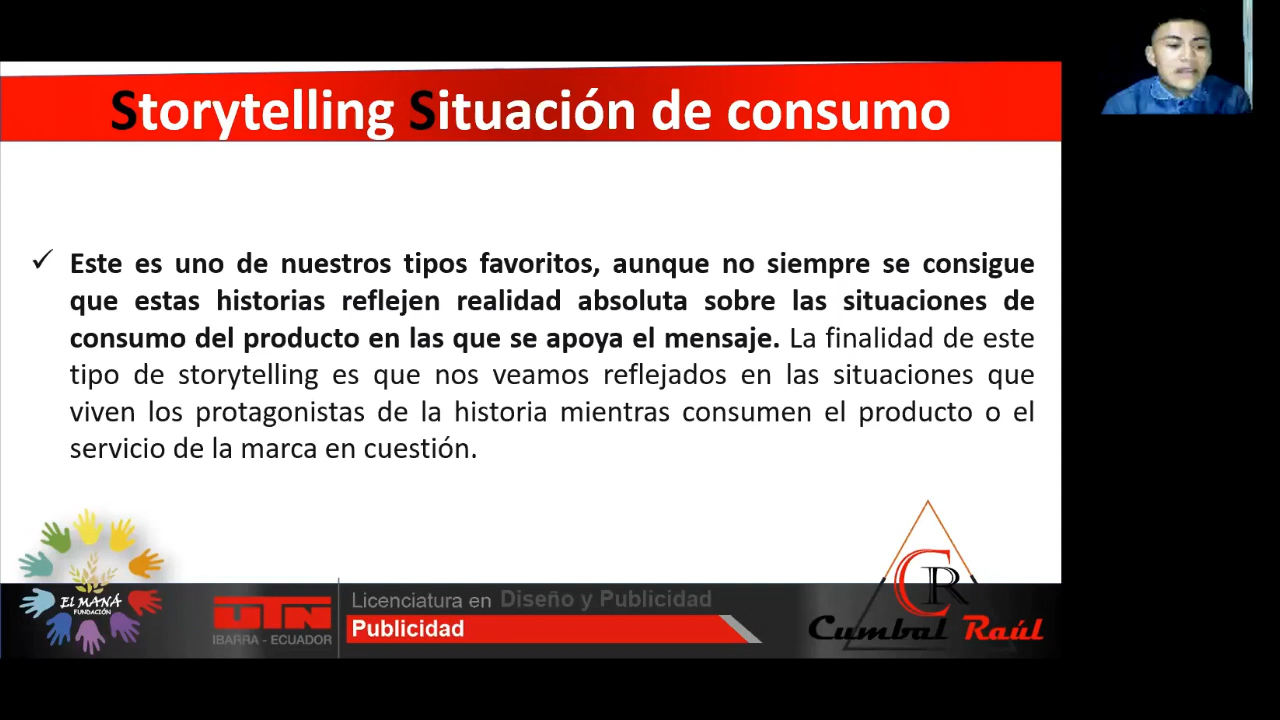 Storytelling Situación de consumo
✓ Este es uno de nuestros tipos favoritos, aunque no siempre se consigue
que estas historias reflejen realidad absoluta sobre las situaciones de
consumo del producto en las que se apoya el mensaje. La finalidad de este
tipo de storytelling es que nos veamos reflejados en las situaciones que
viven los protagonistas de la historia mientras consumen el producto o el
servicio de la marca en cuestión.
EL MANÁ
FUNDACIÓN
UTN
IBARRA - ECUADOR
Licenciatura en Diseño y Publicidad
Publicidad
CR
Cumbal Raúl